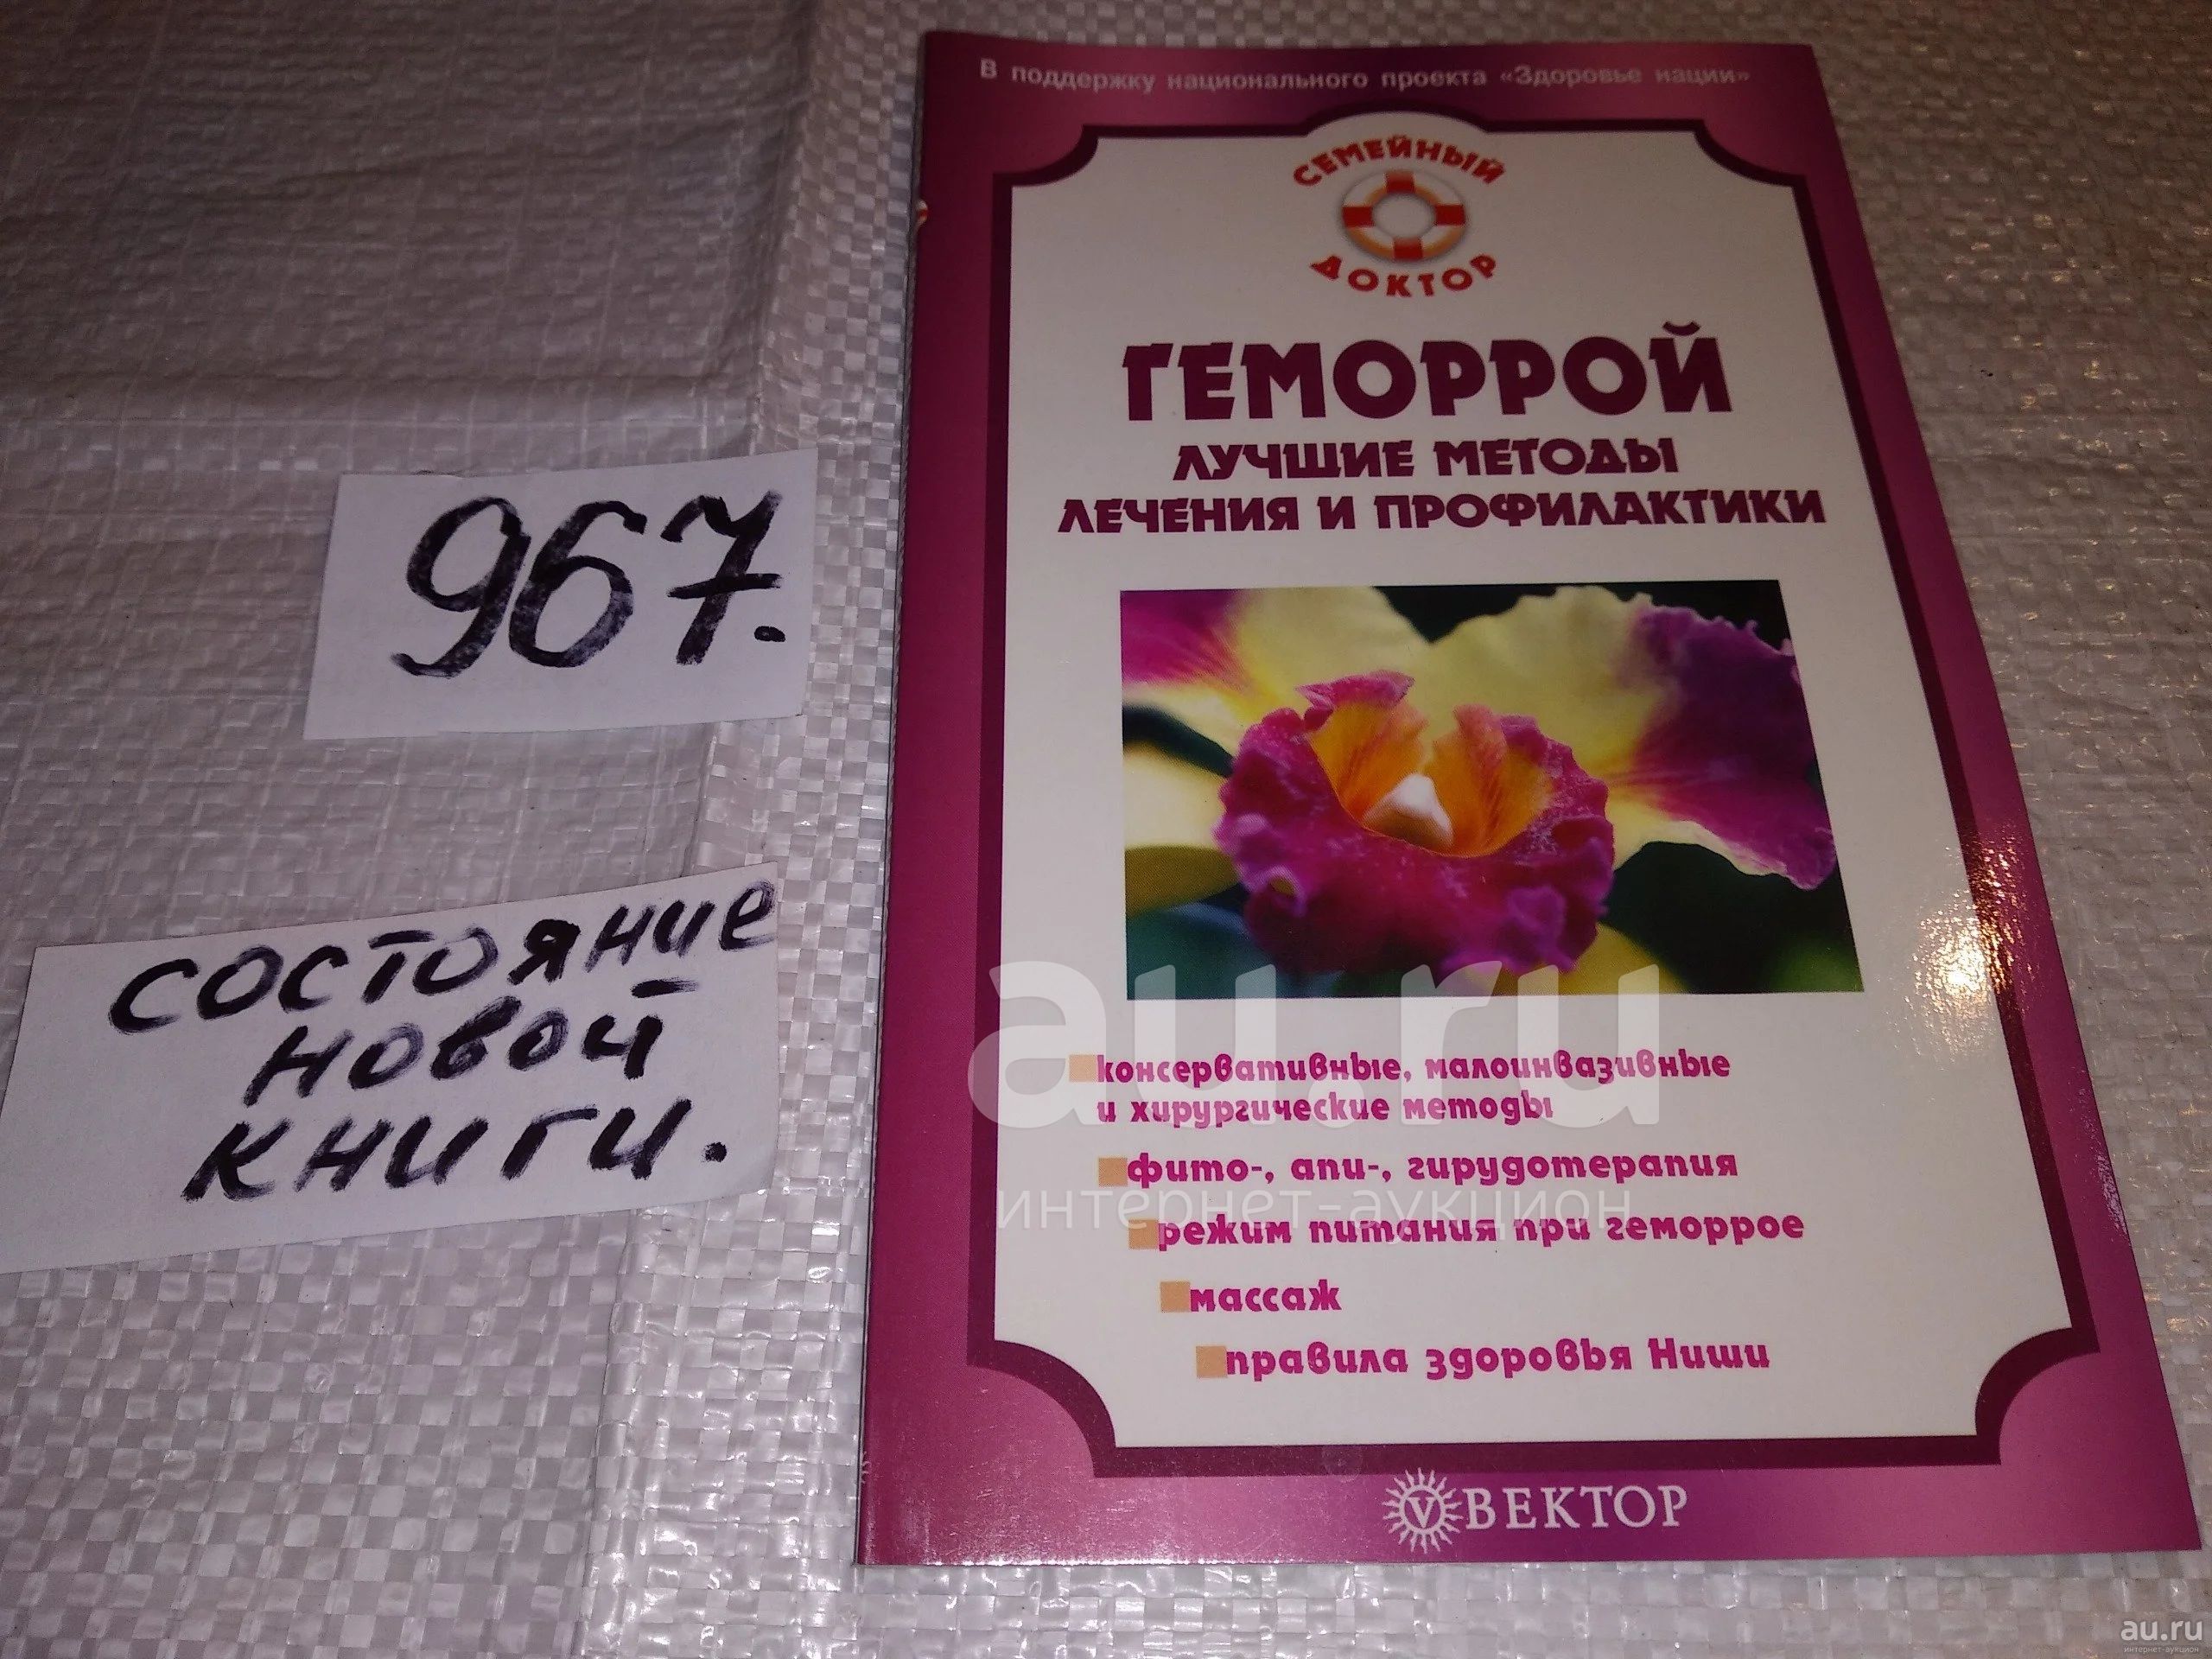 В поддержку национального проекта «Здоровье нации»
СЕМЕЙНЫЙ
ДОКТОР
ГЕМОРРОЙ
ЛУЧШИЕ МЕТОДЫ
ЛЕЧЕНИЯ И ПРОФИЛАКТИКИ
967.
состояние
новой
книги.
консервативные, малоинвазивные
и хирургические методы
фито-, апи-, гирудотерапия
режим питания при геморрое
массаж
правила здоровья Ниши
V ВЕКТОР
au.ru
интернет-аукцион
au.ru
интернет-аукцион